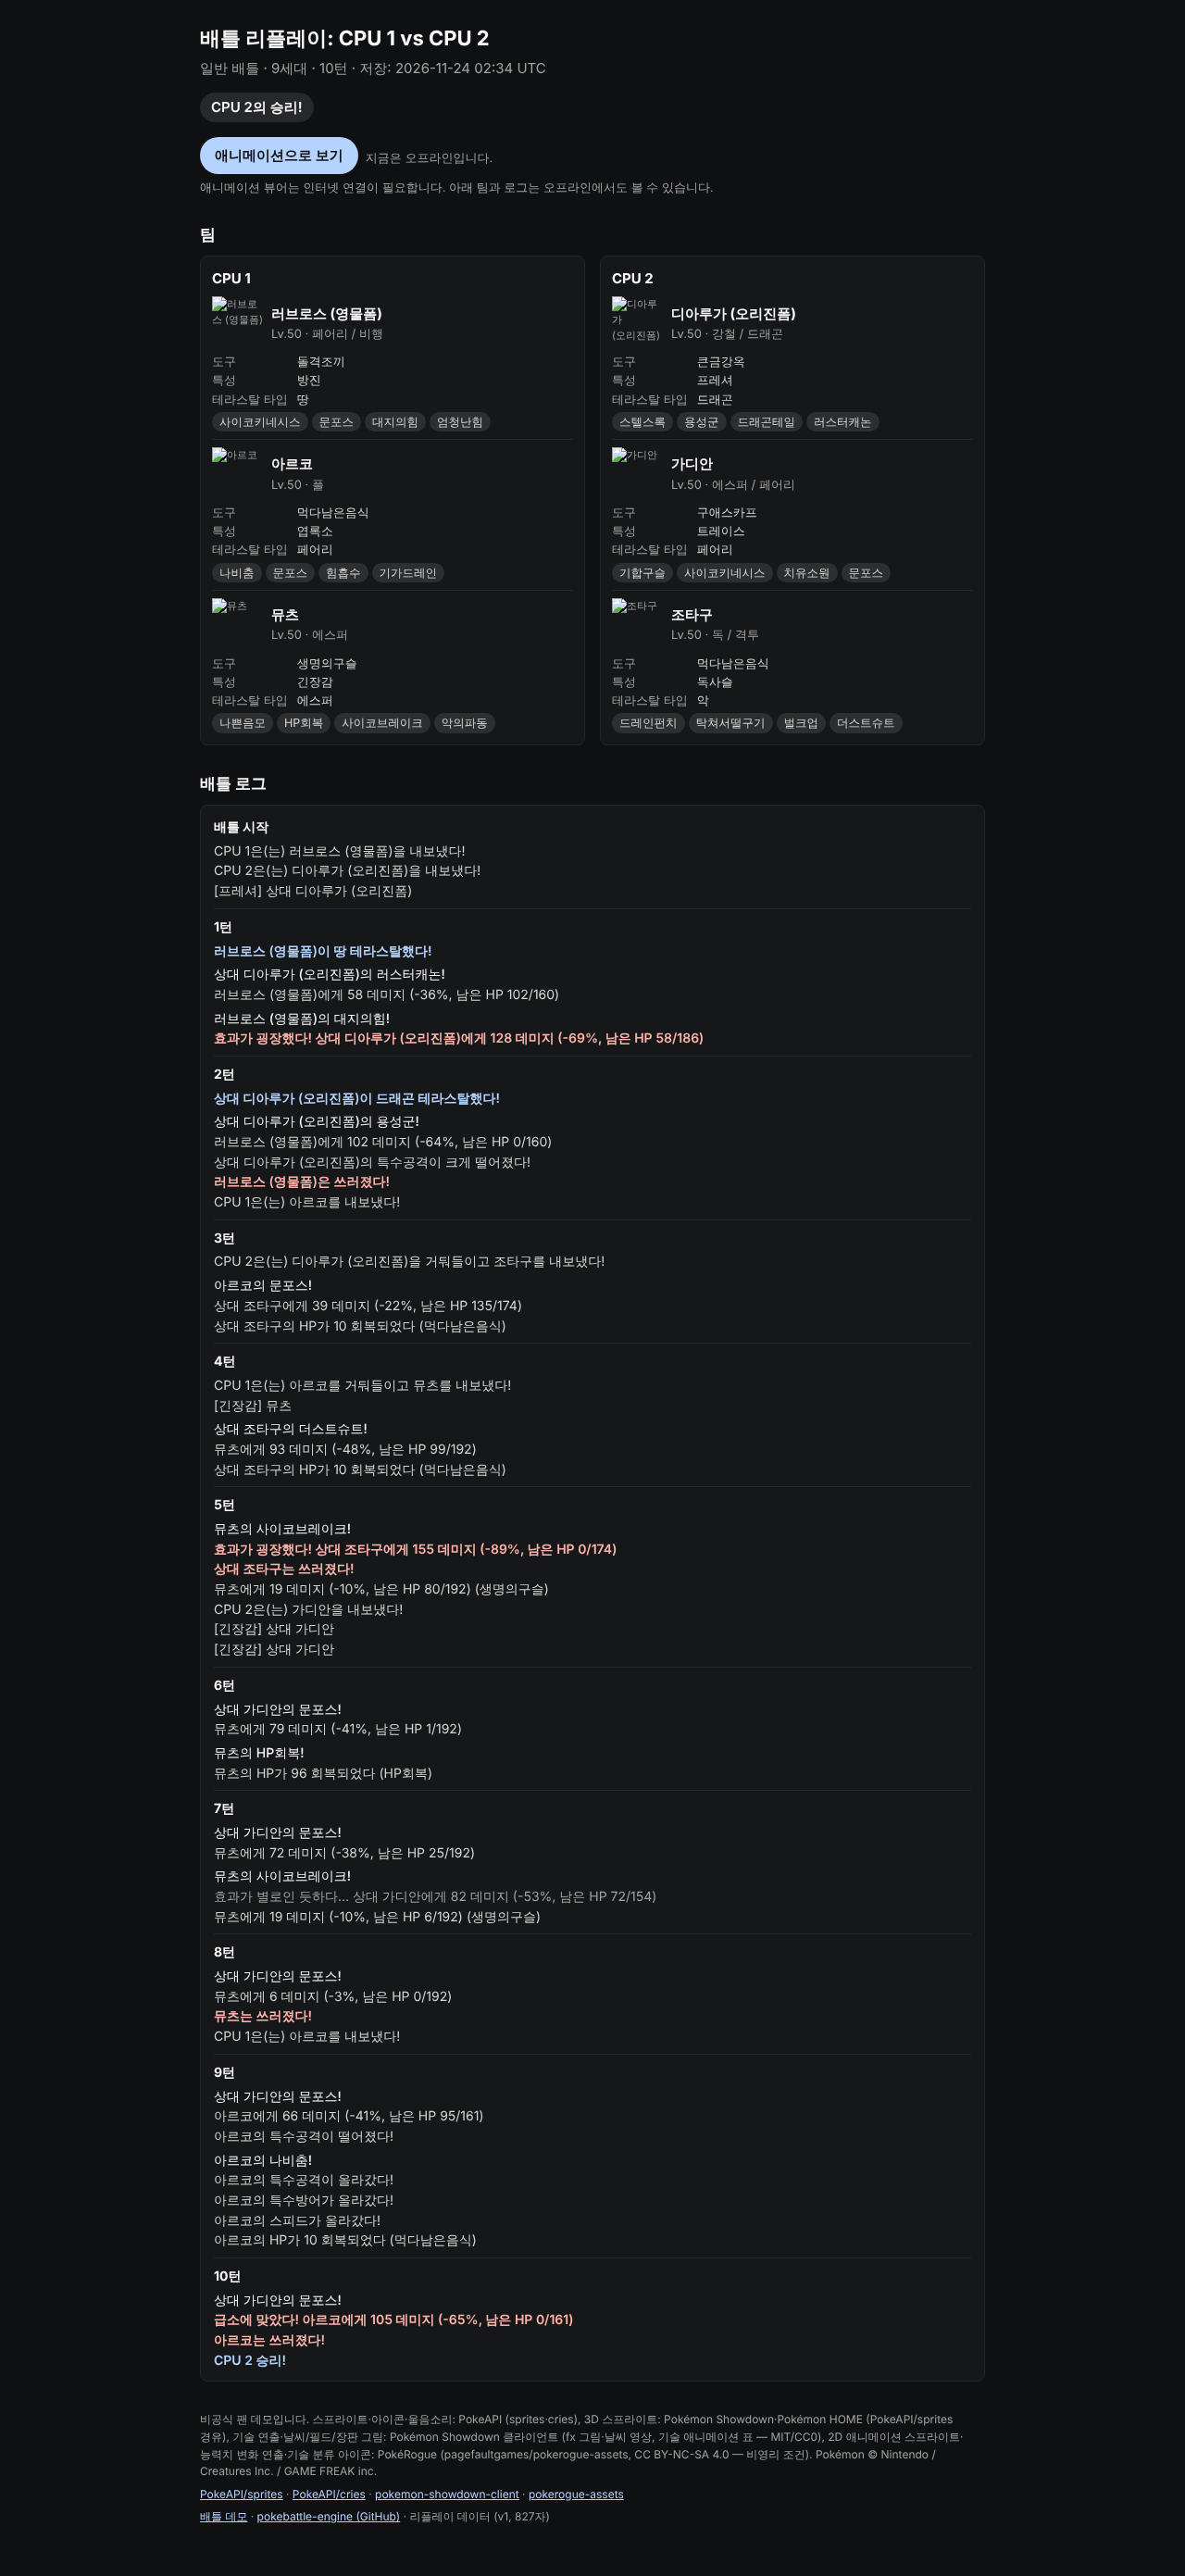 배틀 리플레이: CPU 1 vs CPU 2
일반 배틀 · 9세대 · 10턴 · 저장: 2026-11-24 02:34 UTC
CPU 2의 승리!
애니메이션으로 보기 지금은 오프라인입니다.
애니메이션 뷰어는 인터넷 연결이 필요합니다. 아래 팀과 로그는 오프라인에서도 볼 수 있습니다.
팀
CPU 1
러브로스 (영물폼)
러브로스 (영물폼)
Lv.50 · 페어리 / 비행
도구 돌격조끼
특성 방진
테라스탈 타입 땅
사이코키네시스 문포스 대지의힘 엄청난힘
아르코
아르코
Lv.50 · 풀
도구 먹다남은음식
특성 엽록소
테라스탈 타입 페어리
나비춤 문포스 힘흡수 기가드레인
뮤츠
뮤츠
Lv.50 · 에스퍼
도구 생명의구슬
특성 긴장감
테라스탈 타입 에스퍼
나쁜음모 HP회복 사이코브레이크 악의파동
CPU 2
디아루가 (오리진폼)
디아루가 (오리진폼)
Lv.50 · 강철 / 드래곤
도구 큰금강옥
특성 프레셔
테라스탈 타입 드래곤
스텔스록 용성군 드래곤테일 러스터캐논
가디안
가디안
Lv.50 · 에스퍼 / 페어리
도구 구애스카프
특성 트레이스
테라스탈 타입 페어리
기합구슬 사이코키네시스 치유소원 문포스
조타구
조타구
Lv.50 · 독 / 격투
도구 먹다남은음식
특성 독사슬
테라스탈 타입 악
드레인펀치 탁쳐서떨구기 벌크업 더스트슈트
배틀 로그
배틀 시작
CPU 1은(는) 러브로스 (영물폼)을 내보냈다!
CPU 2은(는) 디아루가 (오리진폼)을 내보냈다!
[프레셔] 상대 디아루가 (오리진폼)
1턴
러브로스 (영물폼)이 땅 테라스탈했다!
상대 디아루가 (오리진폼)의 러스터캐논!
러브로스 (영물폼)에게 58 데미지 (-36%, 남은 HP 102/160)
러브로스 (영물폼)의 대지의힘!
효과가 굉장했다! 상대 디아루가 (오리진폼)에게 128 데미지 (-69%, 남은 HP 58/186)
2턴
상대 디아루가 (오리진폼)이 드래곤 테라스탈했다!
상대 디아루가 (오리진폼)의 용성군!
러브로스 (영물폼)에게 102 데미지 (-64%, 남은 HP 0/160)
상대 디아루가 (오리진폼)의 특수공격이 크게 떨어졌다!
러브로스 (영물폼)은 쓰러졌다!
CPU 1은(는) 아르코를 내보냈다!
3턴
CPU 2은(는) 디아루가 (오리진폼)을 거둬들이고 조타구를 내보냈다!
아르코의 문포스!
상대 조타구에게 39 데미지 (-22%, 남은 HP 135/174)
상대 조타구의 HP가 10 회복되었다 (먹다남은음식)
4턴
CPU 1은(는) 아르코를 거둬들이고 뮤츠를 내보냈다!
[긴장감] 뮤츠
상대 조타구의 더스트슈트!
뮤츠에게 93 데미지 (-48%, 남은 HP 99/192)
상대 조타구의 HP가 10 회복되었다 (먹다남은음식)
5턴
뮤츠의 사이코브레이크!
효과가 굉장했다! 상대 조타구에게 155 데미지 (-89%, 남은 HP 0/174)
상대 조타구는 쓰러졌다!
뮤츠에게 19 데미지 (-10%, 남은 HP 80/192) (생명의구슬)
CPU 2은(는) 가디안을 내보냈다!
[긴장감] 상대 가디안
[긴장감] 상대 가디안
6턴
상대 가디안의 문포스!
뮤츠에게 79 데미지 (-41%, 남은 HP 1/192)
뮤츠의 HP회복!
뮤츠의 HP가 96 회복되었다 (HP회복)
7턴
상대 가디안의 문포스!
뮤츠에게 72 데미지 (-38%, 남은 HP 25/192)
뮤츠의 사이코브레이크!
효과가 별로인 듯하다… 상대 가디안에게 82 데미지 (-53%, 남은 HP 72/154)
뮤츠에게 19 데미지 (-10%, 남은 HP 6/192) (생명의구슬)
8턴
상대 가디안의 문포스!
뮤츠에게 6 데미지 (-3%, 남은 HP 0/192)
뮤츠는 쓰러졌다!
CPU 1은(는) 아르코를 내보냈다!
9턴
상대 가디안의 문포스!
아르코에게 66 데미지 (-41%, 남은 HP 95/161)
아르코의 특수공격이 떨어졌다!
아르코의 나비춤!
아르코의 특수공격이 올라갔다!
아르코의 특수방어가 올라갔다!
아르코의 스피드가 올라갔다!
아르코의 HP가 10 회복되었다 (먹다남은음식)
10턴
상대 가디안의 문포스!
급소에 맞았다! 아르코에게 105 데미지 (-65%, 남은 HP 0/161)
아르코는 쓰러졌다!
CPU 2 승리!
비공식 팬 데모입니다. 스프라이트·아이콘·울음소리: PokeAPI (sprites·cries), 3D 스프라이트: Pokémon Showdown·Pokémon HOME (PokeAPI/sprites
경유), 기술 연출·날씨/필드/장판 그림: Pokémon Showdown 클라이언트 (fx 그림·날씨 영상, 기술 애니메이션 표 — MIT/CC0), 2D 애니메이션 스프라이트·
능력치 변화 연출·기술 분류 아이콘: PokéRogue (pagefaultgames/pokerogue-assets, CC BY-NC-SA 4.0 — 비영리 조건). Pokémon © Nintendo /
Creatures Inc. / GAME FREAK inc.
PokeAPI/sprites · PokeAPI/cries · pokemon-showdown-client · pokerogue-assets
배틀 데모 · pokebattle-engine (GitHub) · 리플레이 데이터 (v1, 827자)